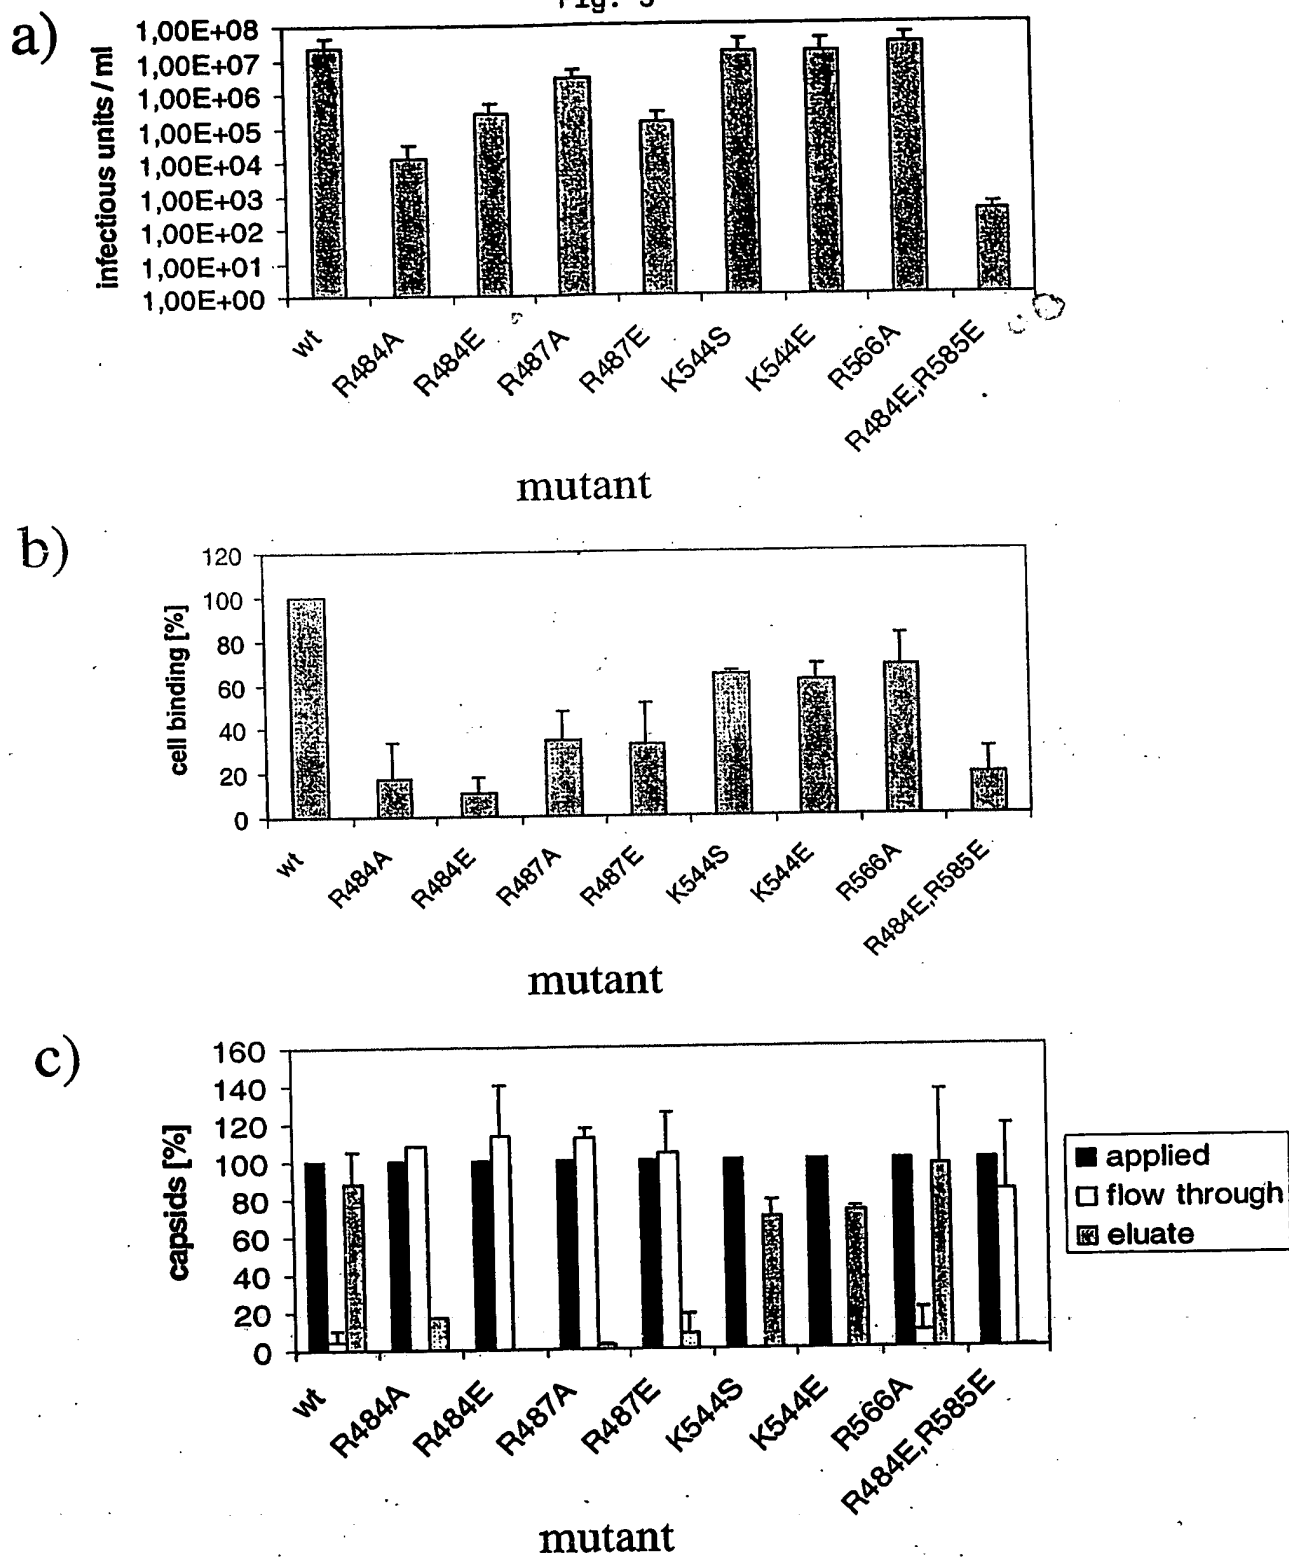 Fig. 3
a)
infectious units / ml
1,00E+08
1,00E+07
1,00E+06
1,00E+05
1,00E+04
1,00E+03
1,00E+02
1,00E+01
1,00E+00
wt
R484A
R484E
R487A
R487E
K544S
K544E
R566A
R484E,R585E
mutant
b)
cell binding [%]
120
100
80
60
40
20
0
wt
R484A
R484E
R487A
R487E
K544S
K544E
R566A
R484E,R585E
mutant
c)
capsids [%]
160
140
120
100
80
60
40
20
0
applied
flow through
eluate
wt
R484A
R484E
R487A
R487E
K544S
K544E
R566A
R484E,R585E
mutant